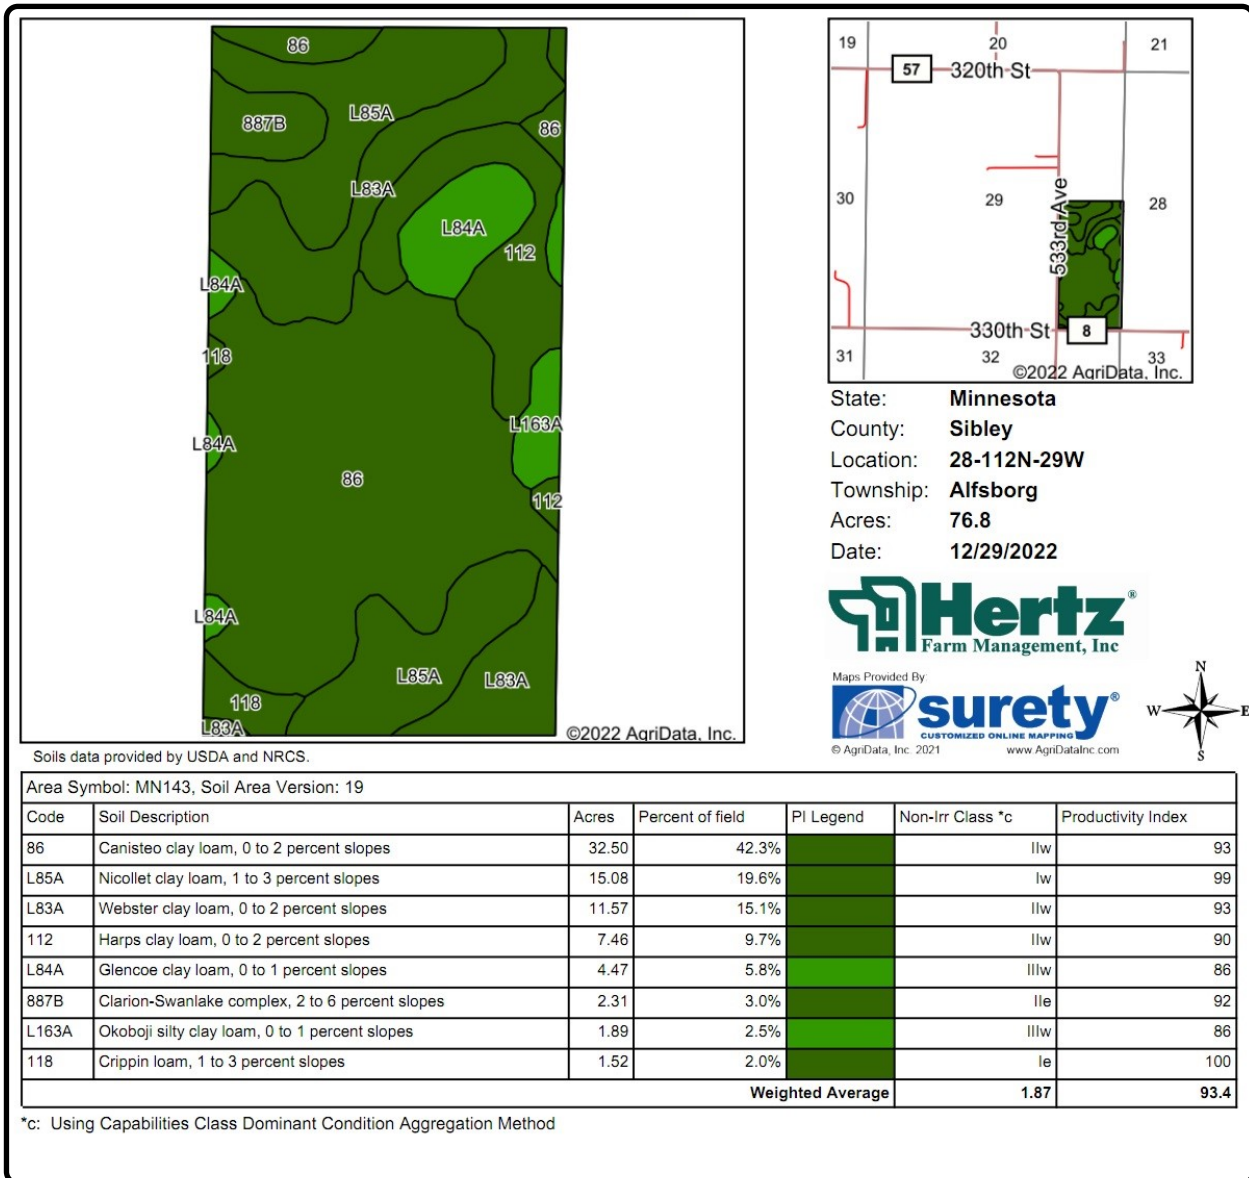 86
L85A
887B
86
L83A
L84A
112
L84A
118
L163A
L84A
86
112
L84A
L85A
L83A
118
L83A
©2022 AgriData, Inc.
Soils data provided by USDA and NRCS.
19
20
21
57
320th St
30
29
28
533rd Ave
330th St
8
31
32
33
©2022 AgriData, Inc.
State: Minnesota
County: Sibley
Location: 28-112N-29W
Township: Alfsborg
Acres: 76.8
Date: 12/29/2022
Hertz®
Farm Management, Inc
Maps Provided By:
surety®
CUSTOMIZED ONLINE MAPPING
© AgriData, Inc. 2021 www.AgriDataInc.com
N
W E
S
Area Symbol: MN143, Soil Area Version: 19
Code Soil Description Acres Percent of field PI Legend Non-Irr Class *c Productivity Index
86 Canisteo clay loam, 0 to 2 percent slopes 32.50 42.3% IIw 93
L85A Nicollet clay loam, 1 to 3 percent slopes 15.08 19.6% Iw 99
L83A Webster clay loam, 0 to 2 percent slopes 11.57 15.1% IIw 93
112 Harps clay loam, 0 to 2 percent slopes 7.46 9.7% IIw 90
L84A Glencoe clay loam, 0 to 1 percent slopes 4.47 5.8% IIIw 86
887B Clarion-Swanlake complex, 2 to 6 percent slopes 2.31 3.0% IIe 92
L163A Okoboji silty clay loam, 0 to 1 percent slopes 1.89 2.5% IIIw 86
118 Crippin loam, 1 to 3 percent slopes 1.52 2.0% Ie 100
Weighted Average 1.87 93.4
*c: Using Capabilities Class Dominant Condition Aggregation Method